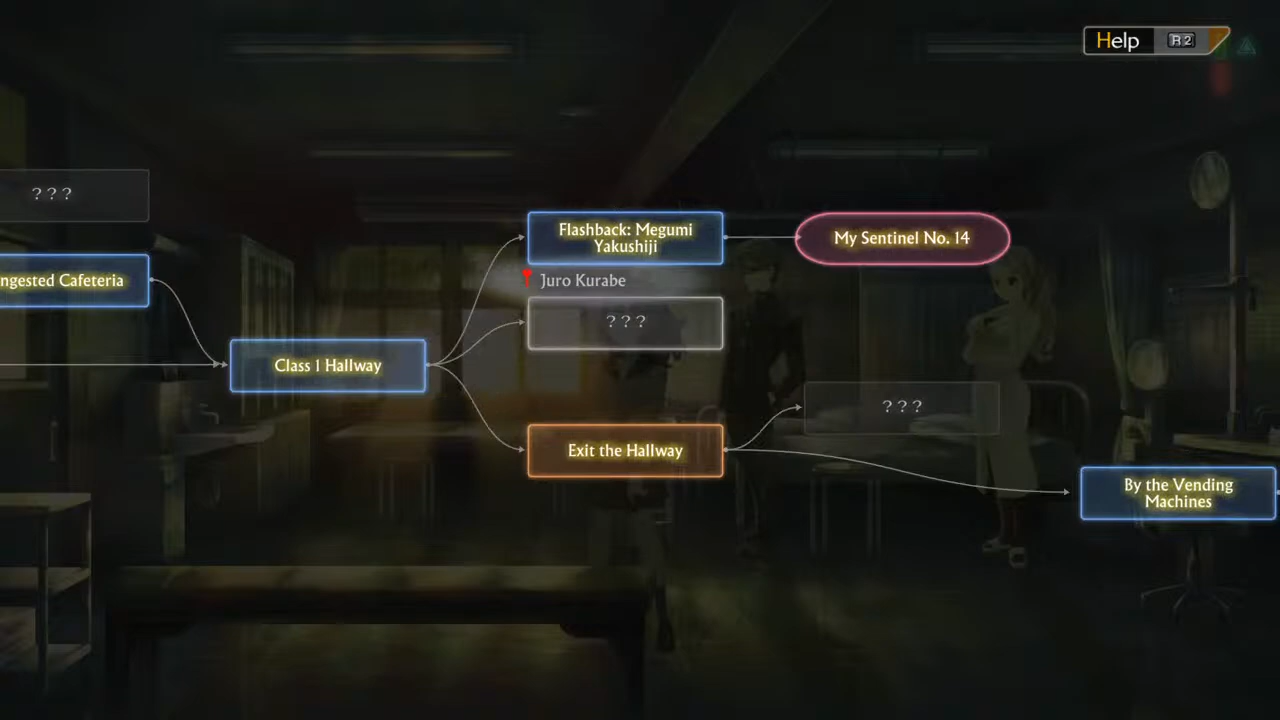 Help R2
???
Flashback: Megumi
Yakushiji
My Sentinel No. 14
ngested Cafeteria
Juro Kurabe
???
Class 1 Hallway
???
Exit the Hallway
By the Vending
Machines